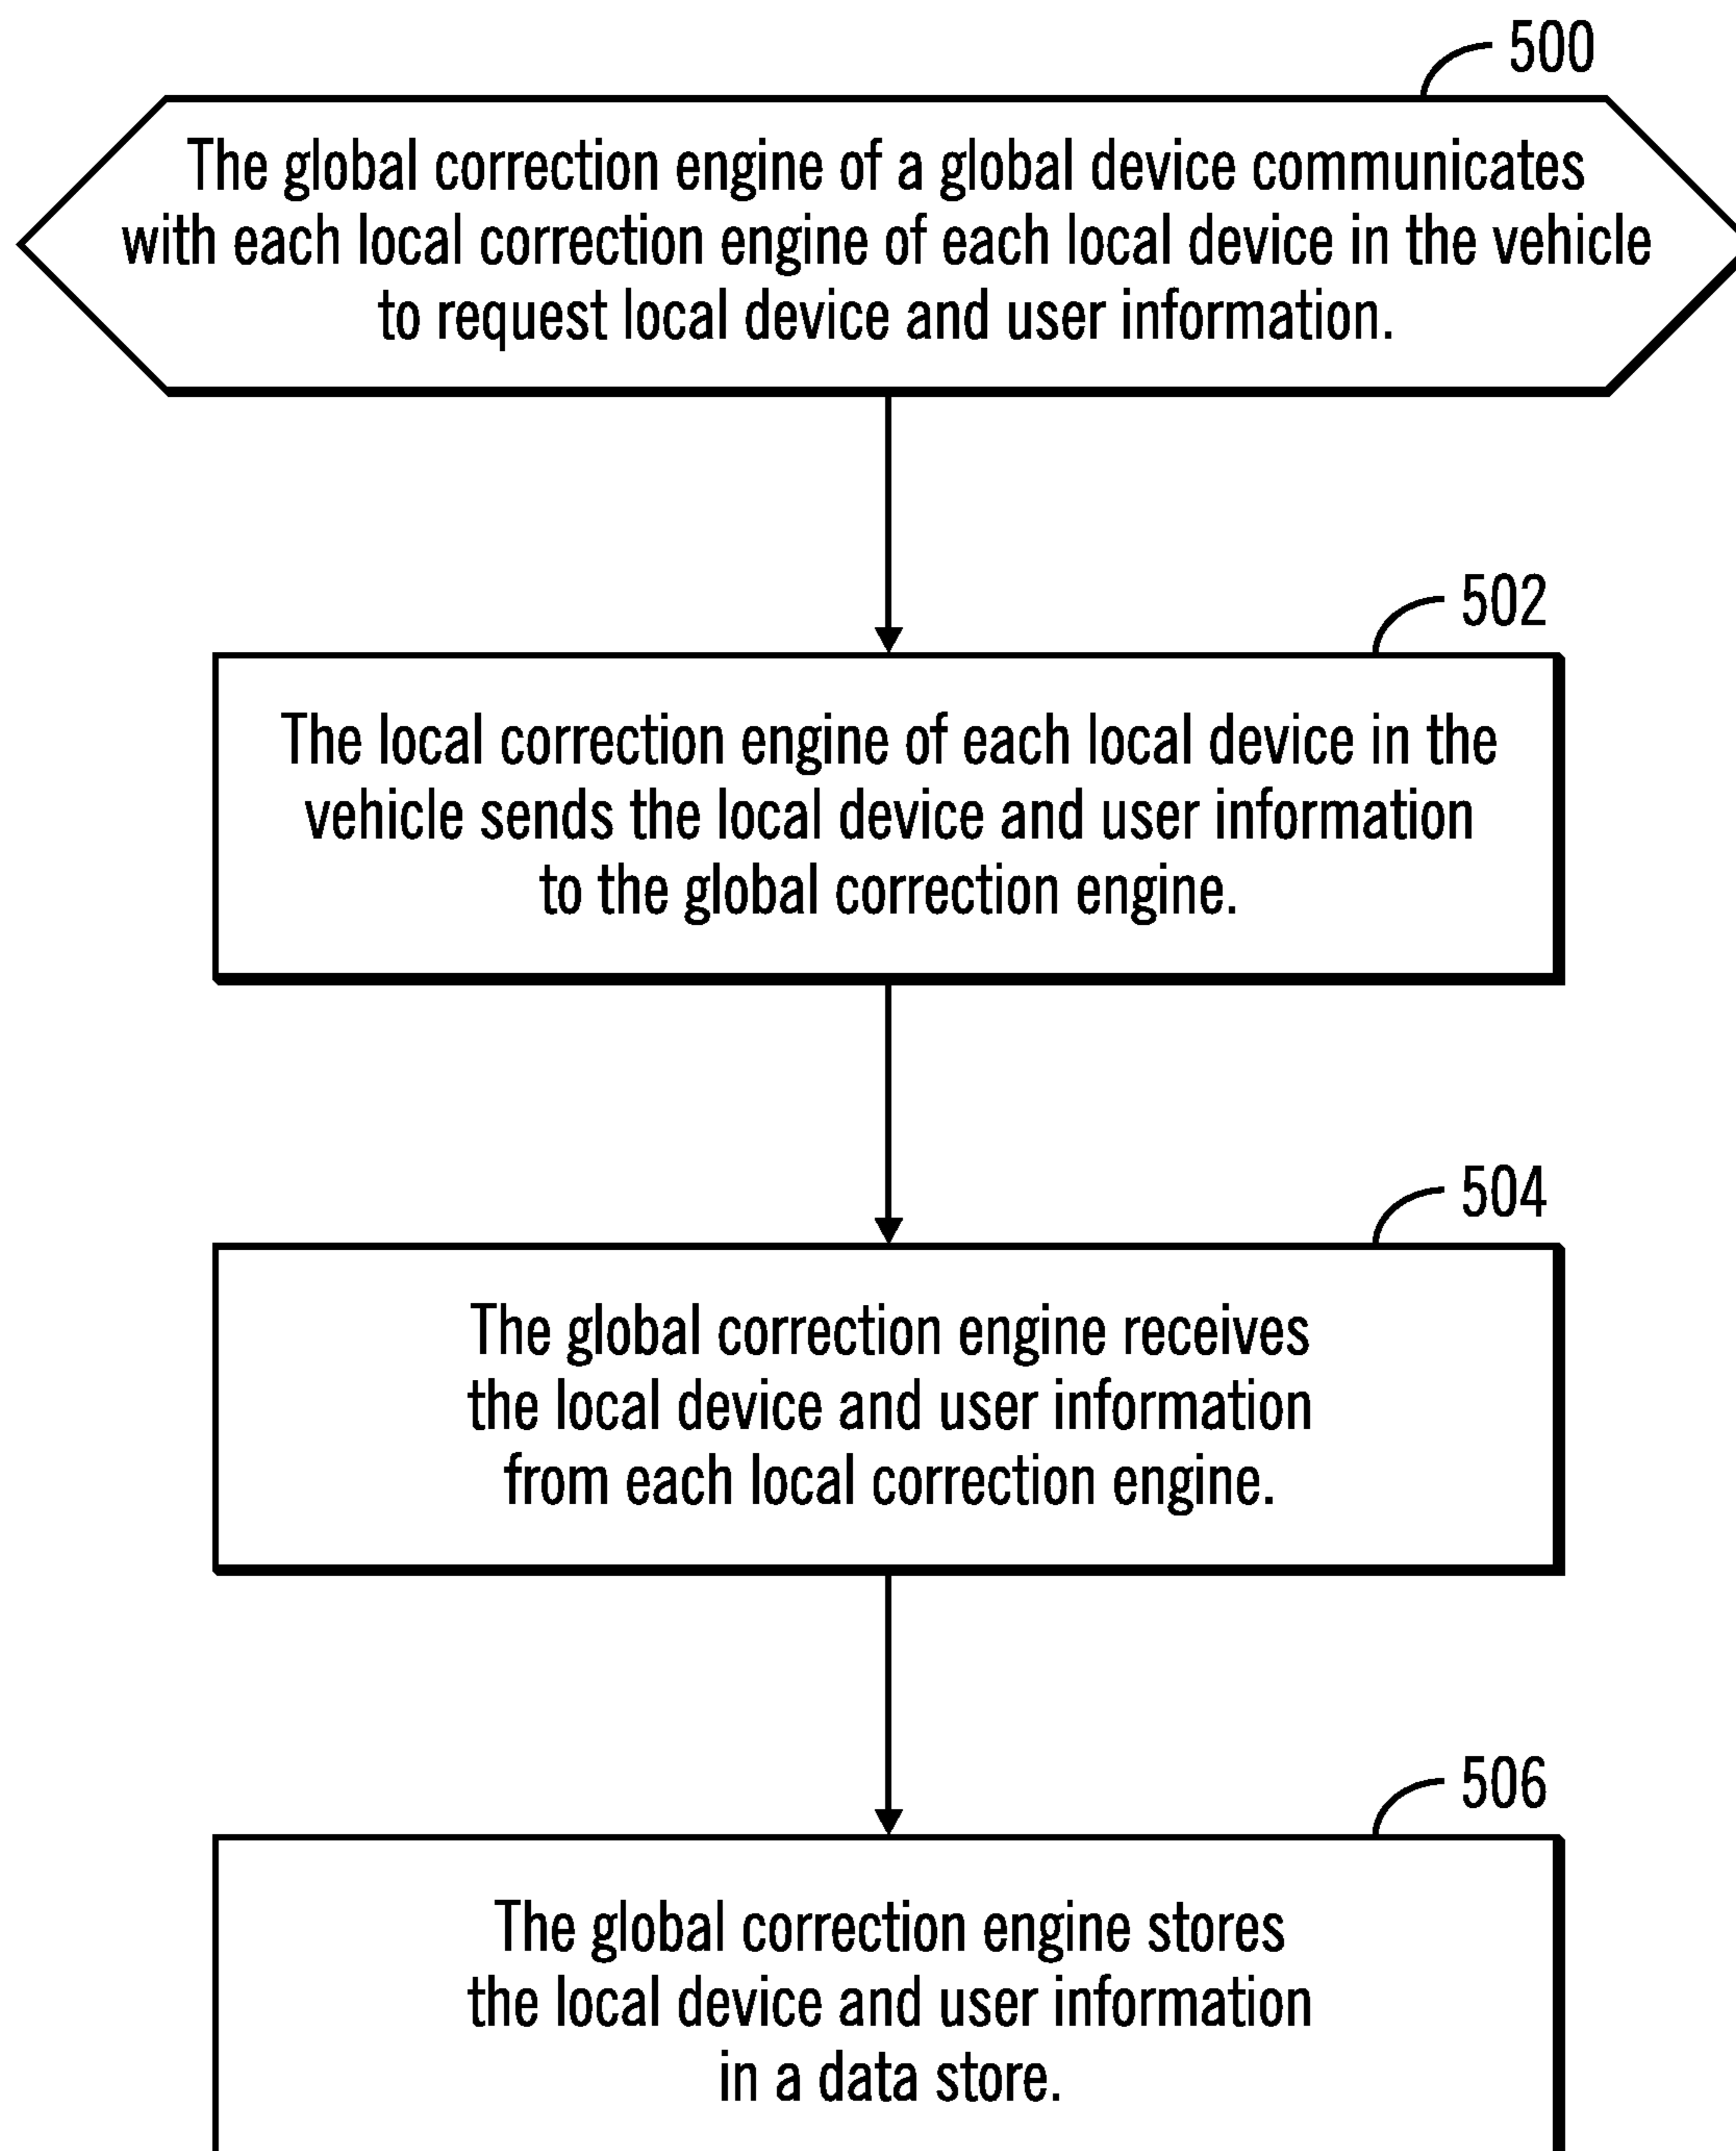 500
The global correction engine of a global device communicates
with each local correction engine of each local device in the vehicle
to request local device and user information.
502
The local correction engine of each local device in the
vehicle sends the local device and user information
to the global correction engine.
504
The global correction engine receives
the local device and user information
from each local correction engine.
506
The global correction engine stores
the local device and user information
in a data store.